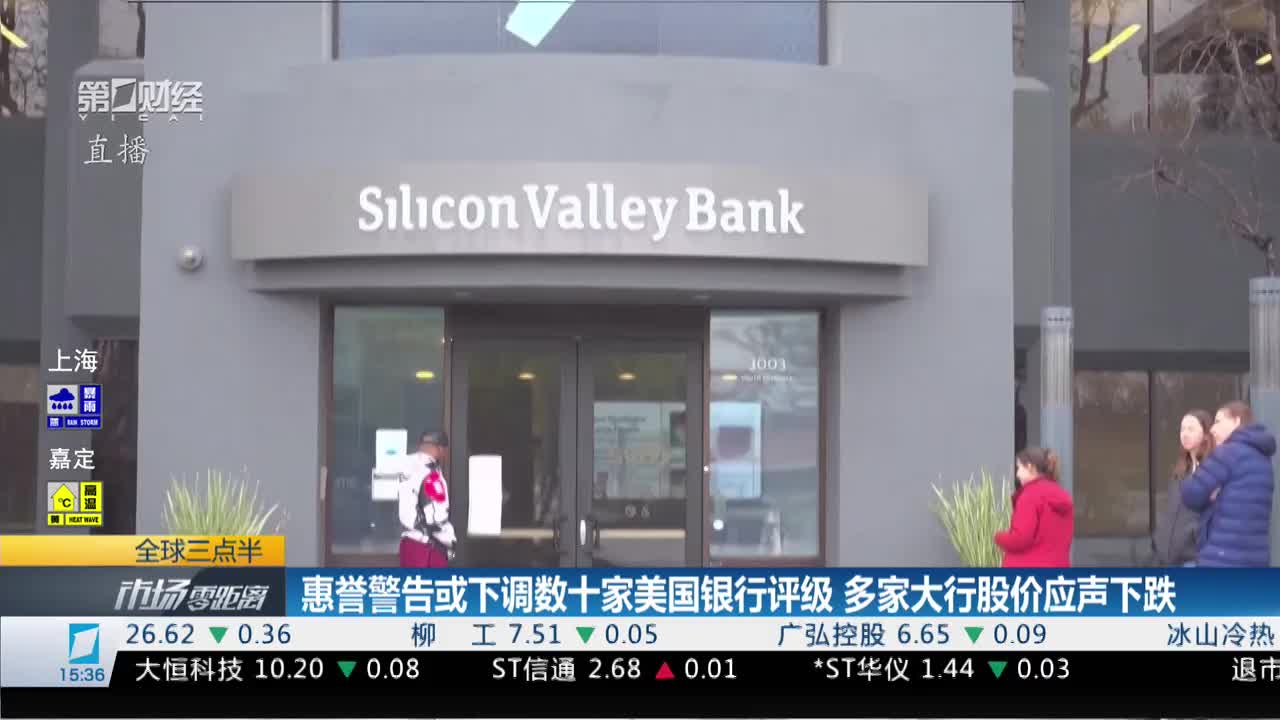 第一财经
YICAI
直播
Silicon Valley Bank
1003
上海
暴雨
蓝 RAIN STORM
嘉定
℃ 高温
黄 HEAT WAVE
全球三点半
市场零距离
惠誉警告或下调数十家美国银行评级 多家大行股价应声下跌
26.62 ▼ 0.36 柳 工 7.51 ▼ 0.05 广弘控股 6.65 ▼ 0.09 冰山冷热
15:36
大恒科技 10.20 ▼ 0.08 ST信通 2.68 ▲ 0.01 *ST华仪 1.44 ▼ 0.03 退市